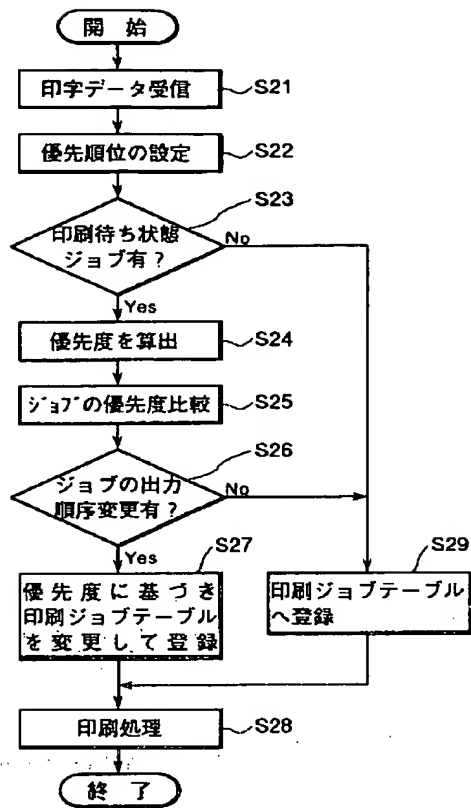 開 始
印字データ受信
S21
優先順位の設定
S22
S23
印刷待ち状態
ジョブ有？
No
Yes
優先度を算出
S24
ジョブの優先度比較
S25
S26
ジョブの出力
順序変更有？
No
Yes
S27
優先度に基づき
印刷ジョブテーブル
を変更して登録
S29
印刷ジョブテーブル
へ登録
印刷処理
S28
終 了